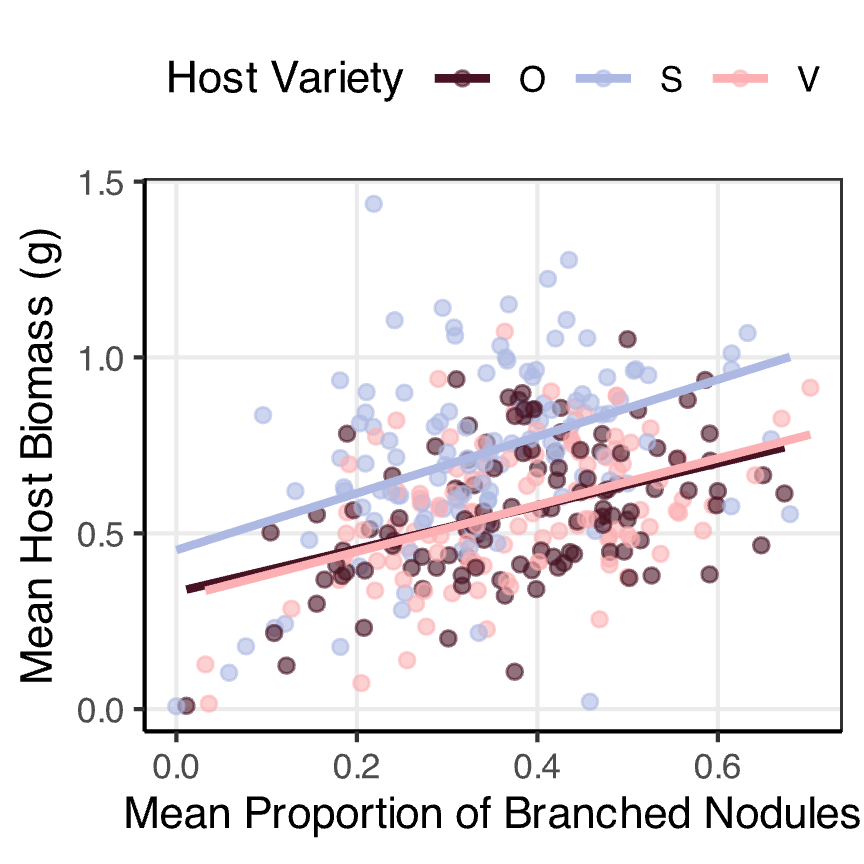 Host Variety O S V
1.5
1.0
0.5
0.0
Mean Host Biomass (g)
0.0 0.2 0.4 0.6
Mean Proportion of Branched Nodules